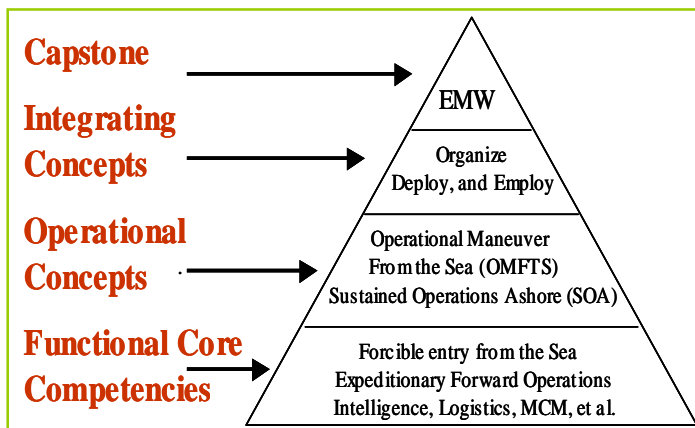 Capstone
EMW
Integrating
Concepts
Organize
Deploy, and Employ
Operational
Concepts
Operational Maneuver
From the Sea (OMFTS)
Sustained Operations Ashore (SOA)
Functional Core
Competencies
Forcible entry from the Sea
Expeditionary Forward Operations
Intelligence, Logistics, MCM, et al.